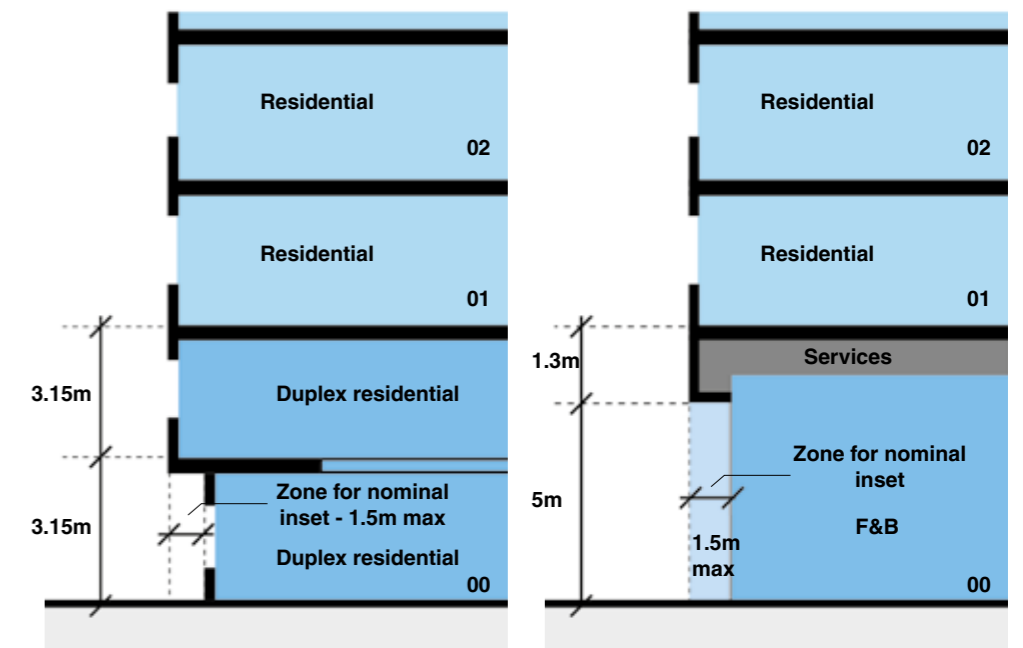 Residential
02
Residential
01
3.15m
Duplex residential
Zone for nominal
inset - 1.5m max
3.15m
Duplex residential
00
Residential
02
Residential
01
1.3m
Services
Zone for nominal
inset
5m
F&B
1.5m
max
00